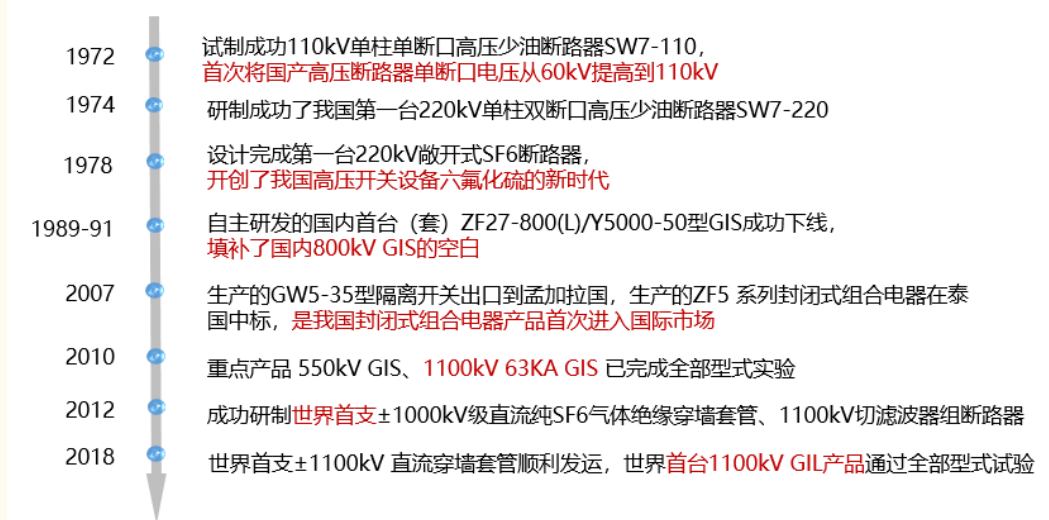 1972
试制成功110kV单柱单断口高压少油断路器SW7-110，
首次将国产高压断路器单断口电压从60kV提高到110kV
1974
研制成功了我国第一台220kV单柱双断口高压少油断路器SW7-220
1978
设计完成第一台220kV敞开式SF6断路器，
开创了我国高压开关设备六氟化硫的新时代
1989-91
自主研发的国内首台（套）ZF27-800(L)/Y5000-50型GIS成功下线，
填补了国内800kV GIS的空白
2007
生产的GW5-35型隔离开关出口到孟加拉国，生产的ZF5 系列封闭式组合电器在泰
国中标，是我国封闭式组合电器产品首次进入国际市场
2010
重点产品 550kV GIS、1100kV 63KA GIS 已完成全部型式实验
2012
成功研制世界首支±1000kV级直流纯SF6气体绝缘穿墙套管、1100kV切滤波器组断路器
2018
世界首支±1100kV 直流穿墙套管顺利发运，世界首台1100kV GIL产品通过全部型式试验